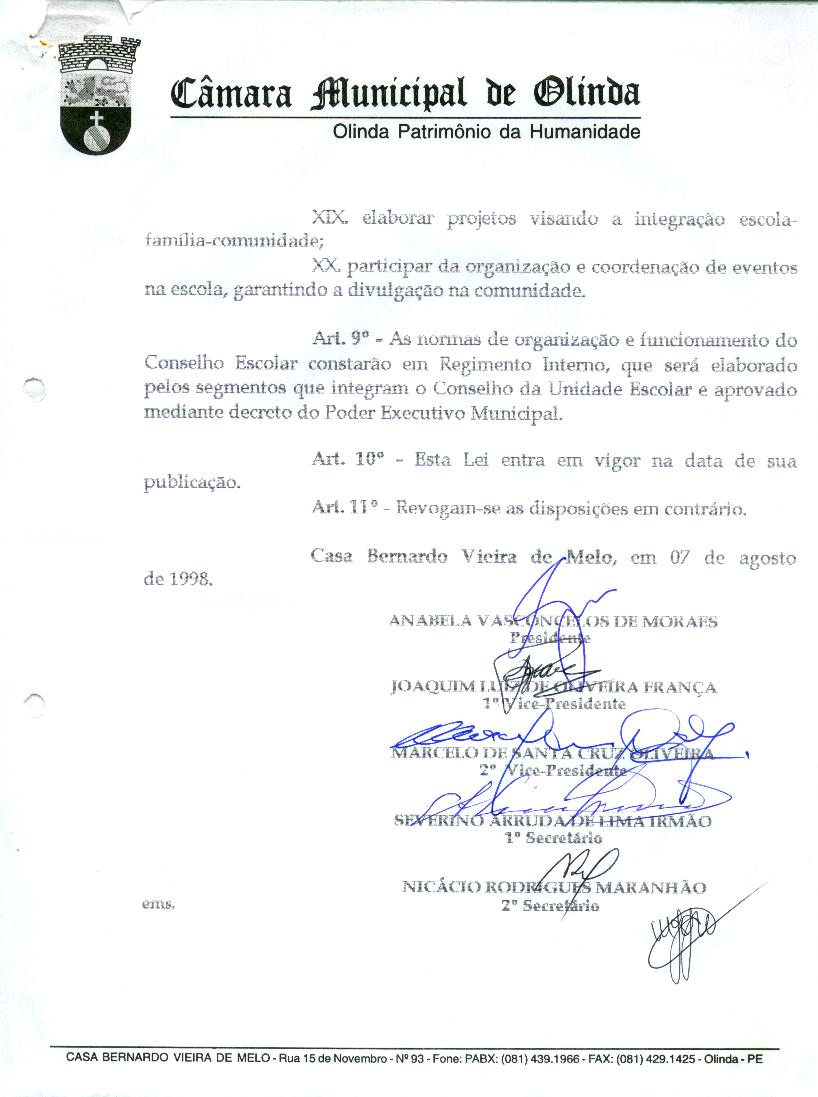 Câmara Municipal de Olinda
Olinda Patrimônio da Humanidade
XIX. elaborar projetos visando a integração escola-
família-comunidade;
XX. participar da organização e coordenação de eventos
na escola, garantindo a divulgação na comunidade.
Art. 9º - As normas de organização e funcionamento do
Conselho Escolar constarão em Regimento Interno, que será elaborado
pelos segmentos que integram o Conselho da Unidade Escolar e aprovado
mediante decreto do Poder Executivo Municipal.
Art. 10º - Esta Lei entra em vigor na data de sua
publicação.
Art. 11º - Revogam-se as disposições em contrário.
Casa Bernardo Vieira de Melo, em 07 de agosto
de 1998.
ANABELA VASCONCELOS DE MORAES
Presidente
JOAQUIM LUIZ DE OLIVEIRA FRANÇA
1º Vice-Presidente
MARCELO DE SANTA CRUZ OLIVEIRA
2º Vice-Presidente
SEVERINO ARRUDA DE LIMA IRMÃO
1º Secretário
NICÁCIO RODRIGUES MARANHÃO
2º Secretário
ems.
CASA BERNARDO VIEIRA DE MELO - Rua 15 de Novembro - Nº 93 - Fone: PABX: (081) 439.1966 - FAX: (081) 429.1425 - Olinda - PE